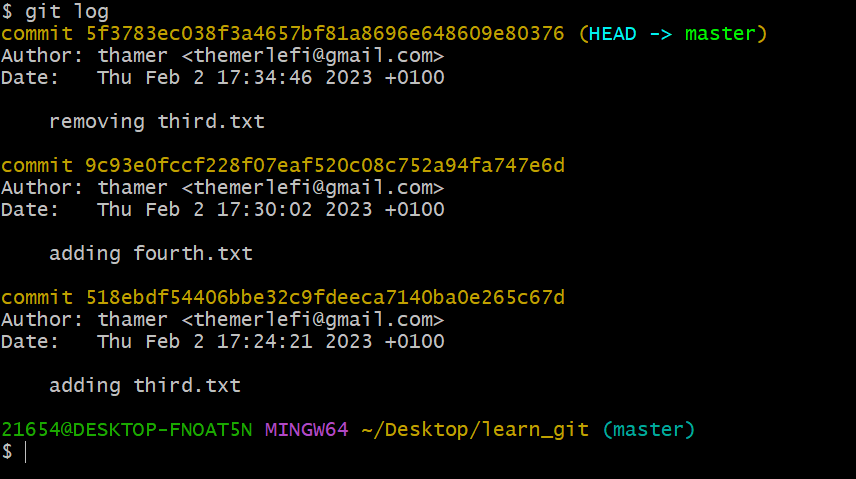 $ git log
commit 5f3783ec038f3a4657bf81a8696e648609e80376 (HEAD -> master)
Author: thamer <themerlefi@gmail.com>
Date:   Thu Feb 2 17:34:46 2023 +0100
removing third.txt
commit 9c93e0fccf228f07eaf520c08c752a94fa747e6d
Author: thamer <themerlefi@gmail.com>
Date:   Thu Feb 2 17:30:02 2023 +0100
adding fourth.txt
commit 518ebdf54406bbe32c9fdeeca7140ba0e265c67d
Author: thamer <themerlefi@gmail.com>
Date:   Thu Feb 2 17:24:21 2023 +0100
adding third.txt
21654@DESKTOP-FNOAT5N MINGW64 ~/Desktop/learn_git (master)
$